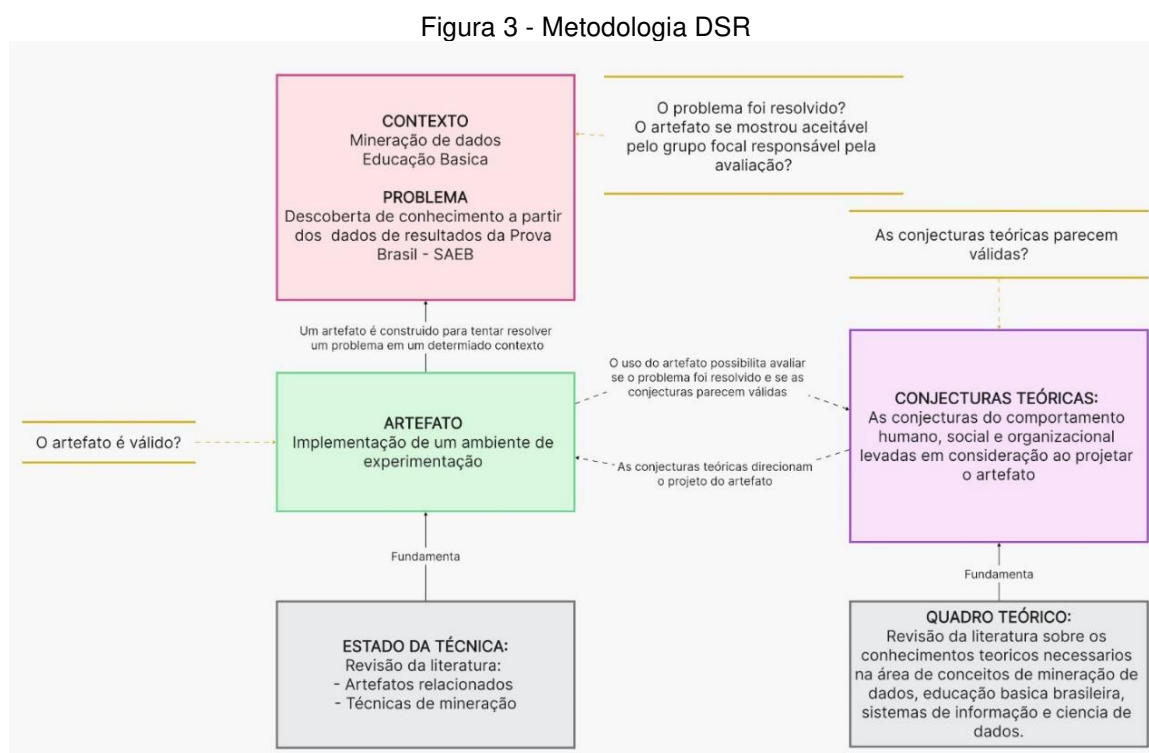 Figura 3 - Metodologia DSR
CONTEXTO
Mineração de dados
Educação Basica
PROBLEMA
Descoberta de conhecimento a partir
dos dados de resultados da Prova
Brasil - SAEB
O problema foi resolvido?
O artefato se mostrou aceitável
pelo grupo focal responsável pela
avaliação?
As conjecturas teóricas parecem
válidas?
Um artefato é construido para tentar resolver
um problema em um determiado contexto
O uso do artefato possibilita avaliar
se o problema foi resolvido e se as
conjecturas parecem válidas
O artefato é válido?
ARTEFATO
Implementação de um ambiente de
experimentação
CONJECTURAS TEÓRICAS:
As conjecturas do comportamento
humano, social e organizacional
levadas em consideração ao projetar
o artefato
As conjecturas teóricas direcionam
o projeto do artefato
Fundamenta
Fundamenta
ESTADO DA TÉCNICA:
Revisão da literatura:
- Artefatos relacionados
- Técnicas de mineração
QUADRO TEÓRICO:
Revisão da literatura sobre os
conhecimentos teoricos necessarios
na área de conceitos de mineração de
dados, educação basica brasileira,
sistemas de informação e ciencia de
dados.